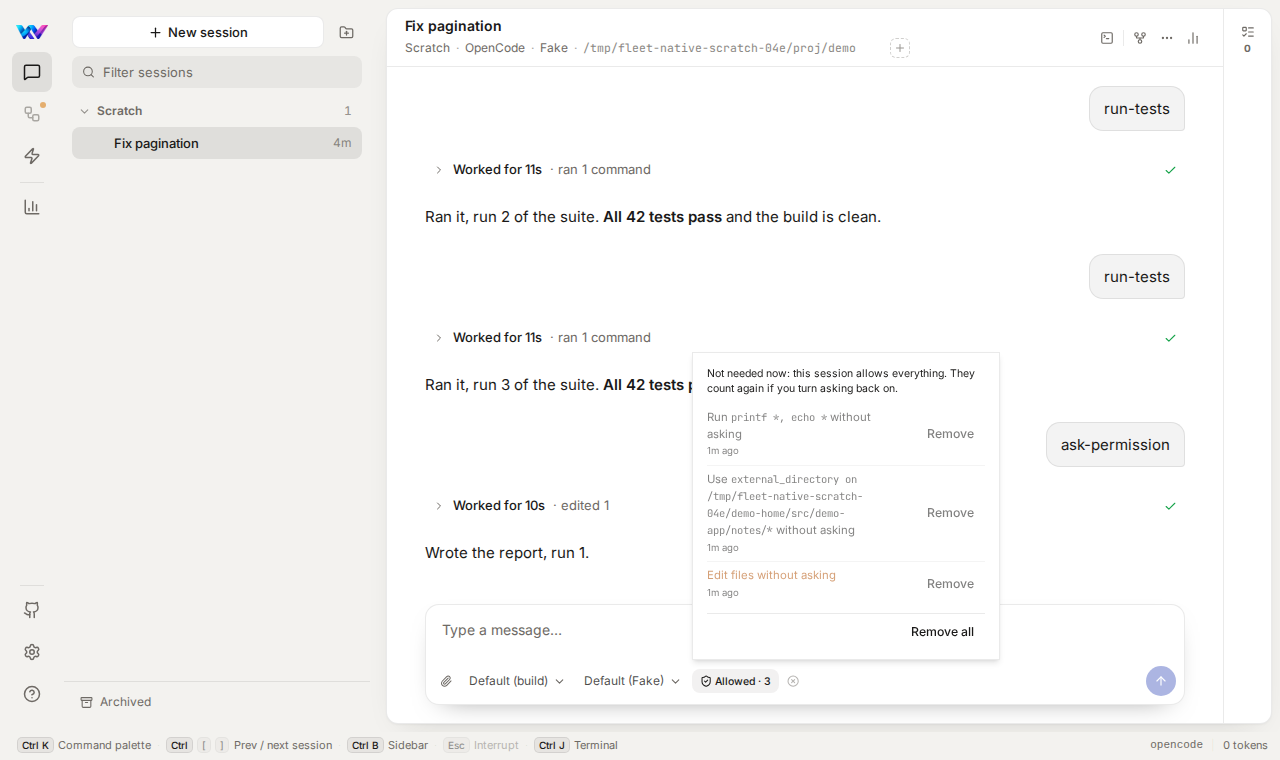 New session
Filter sessions
Scratch 1
Fix pagination 4m
Archived
Fix pagination
Scratch · OpenCode · Fake · /tmp/fleet-native-scratch-04e/proj/demo
0
run-tests
Worked for 11s · ran 1 command
Ran it, run 2 of the suite. All 42 tests pass and the build is clean.
run-tests
Worked for 11s · ran 1 command
Ran it, run 3 of the suite. All 42 tests
ask-permission
Worked for 10s · edited 1
Wrote the report, run 1.
Not needed now: this session allows everything. They
count again if you turn asking back on.
Run printf *, echo * without
asking
1m ago
Remove
Use external_directory on
/tmp/fleet-native-scratch-
04e/demo-home/src/demo-
app/notes/* without asking
1m ago
Remove
Edit files without asking
1m ago
Remove
Remove all
Type a message...
Default (build) Default (Fake) Allowed · 3
Ctrl K Command palette Ctrl [ ] Prev / next session Ctrl B Sidebar Esc Interrupt Ctrl J Terminal opencode 0 tokens